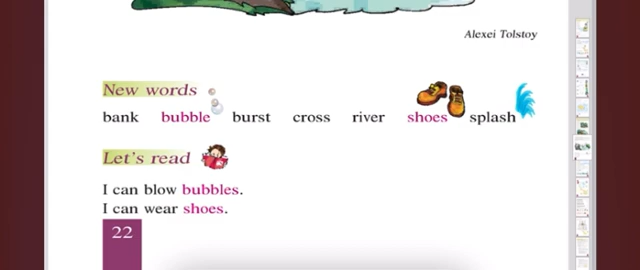 Alexei Tolstoy
New words
bank bubble burst cross river shoes splash
Let's read
I can blow bubbles.
I can wear shoes.
22